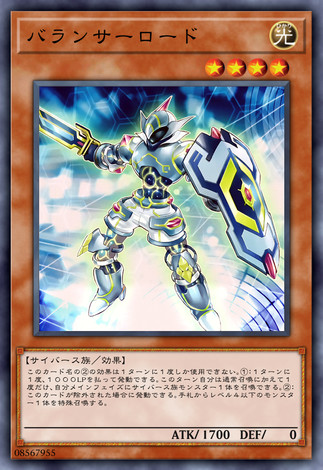 バランサーロード
光
【サイバース族／効果】
このカード名の②の効果は１ターンに１度しか使用できない。①：１ターンに
１度、１０００LPを払って発動できる。このターン自分は通常召喚に加えて１
度だけ、自分メインフェイズにサイバース族モンスター１体を召喚できる。②：
このカードが除外された場合に発動できる。手札からレベル４以下のモンスタ
ー１体を特殊召喚する。
ATK/ 1700 DEF/ 0
08567955